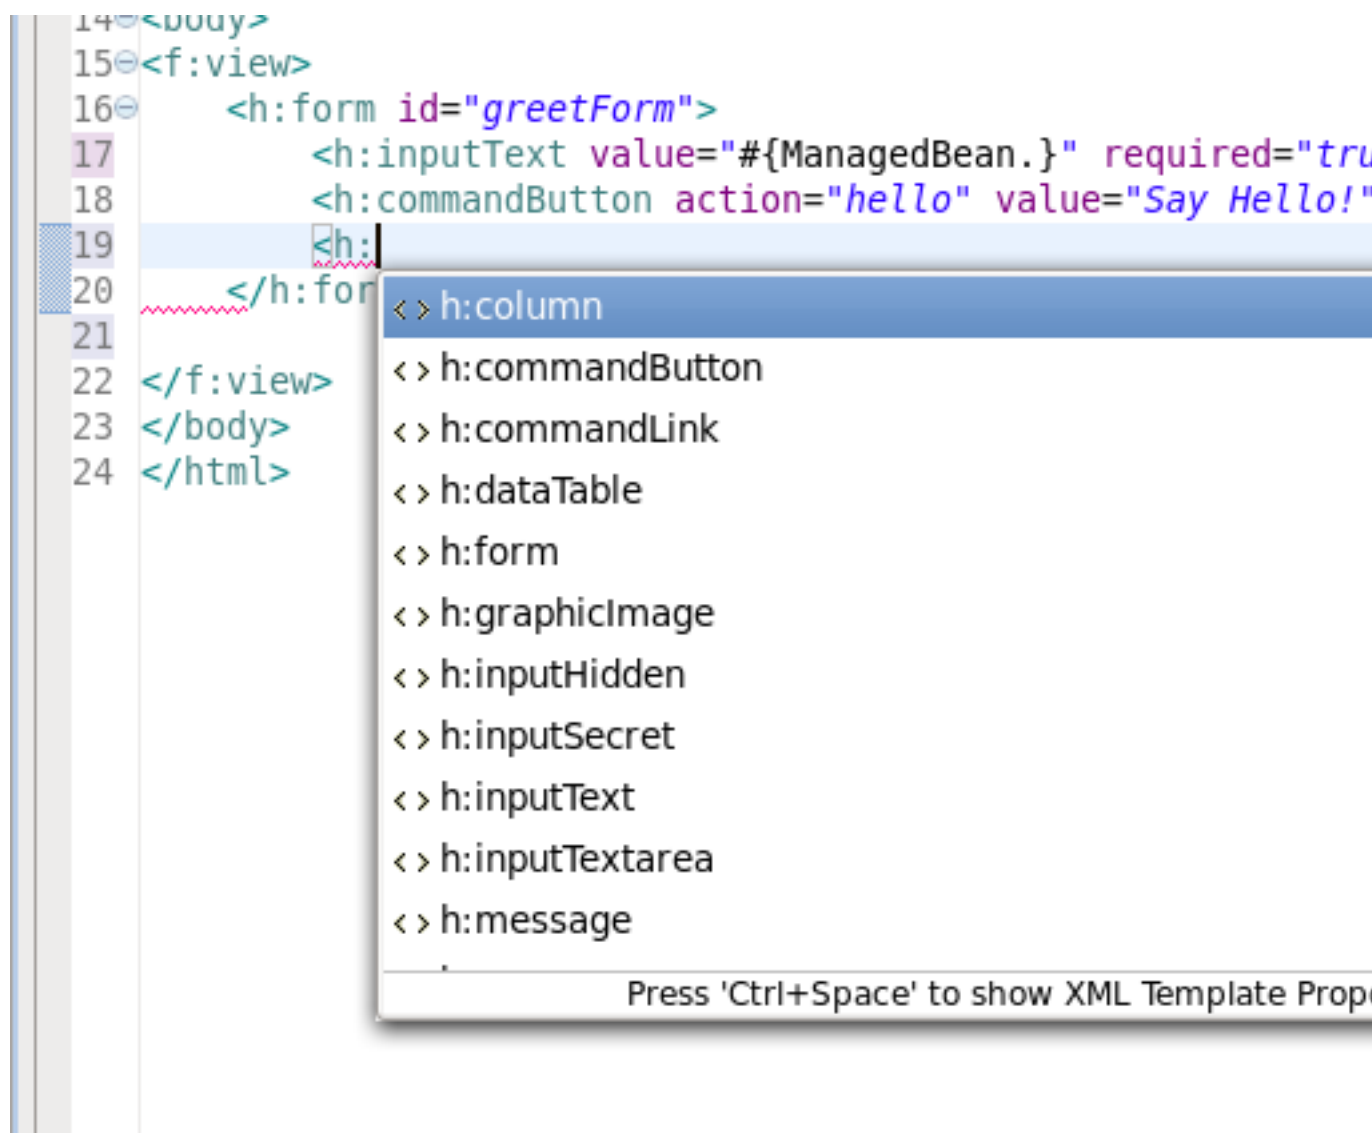 14 <body>
15 <f:view>
16 <h:form id="greetForm">
17 <h:inputText value="#{ManagedBean.}" required="tru
18 <h:commandButton action="hello" value="Say Hello!"
19 <h:
20 </h:for
21
22 </f:view>
23 </body>
24 </html>
<> h:column
<> h:commandButton
<> h:commandLink
<> h:dataTable
<> h:form
<> h:graphicImage
<> h:inputHidden
<> h:inputSecret
<> h:inputText
<> h:inputTextarea
<> h:message
Press 'Ctrl+Space' to show XML Template Prop